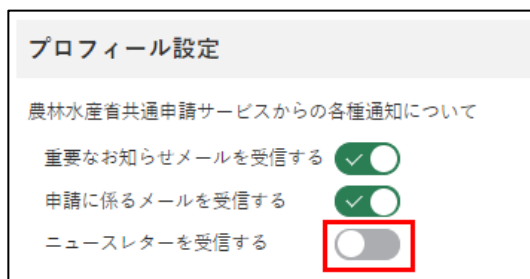 プロフィール設定
農林水産省共通申請サービスからの各種通知について
重要なお知らせメールを受信する
申請に係るメールを受信する
ニュースレターを受信する